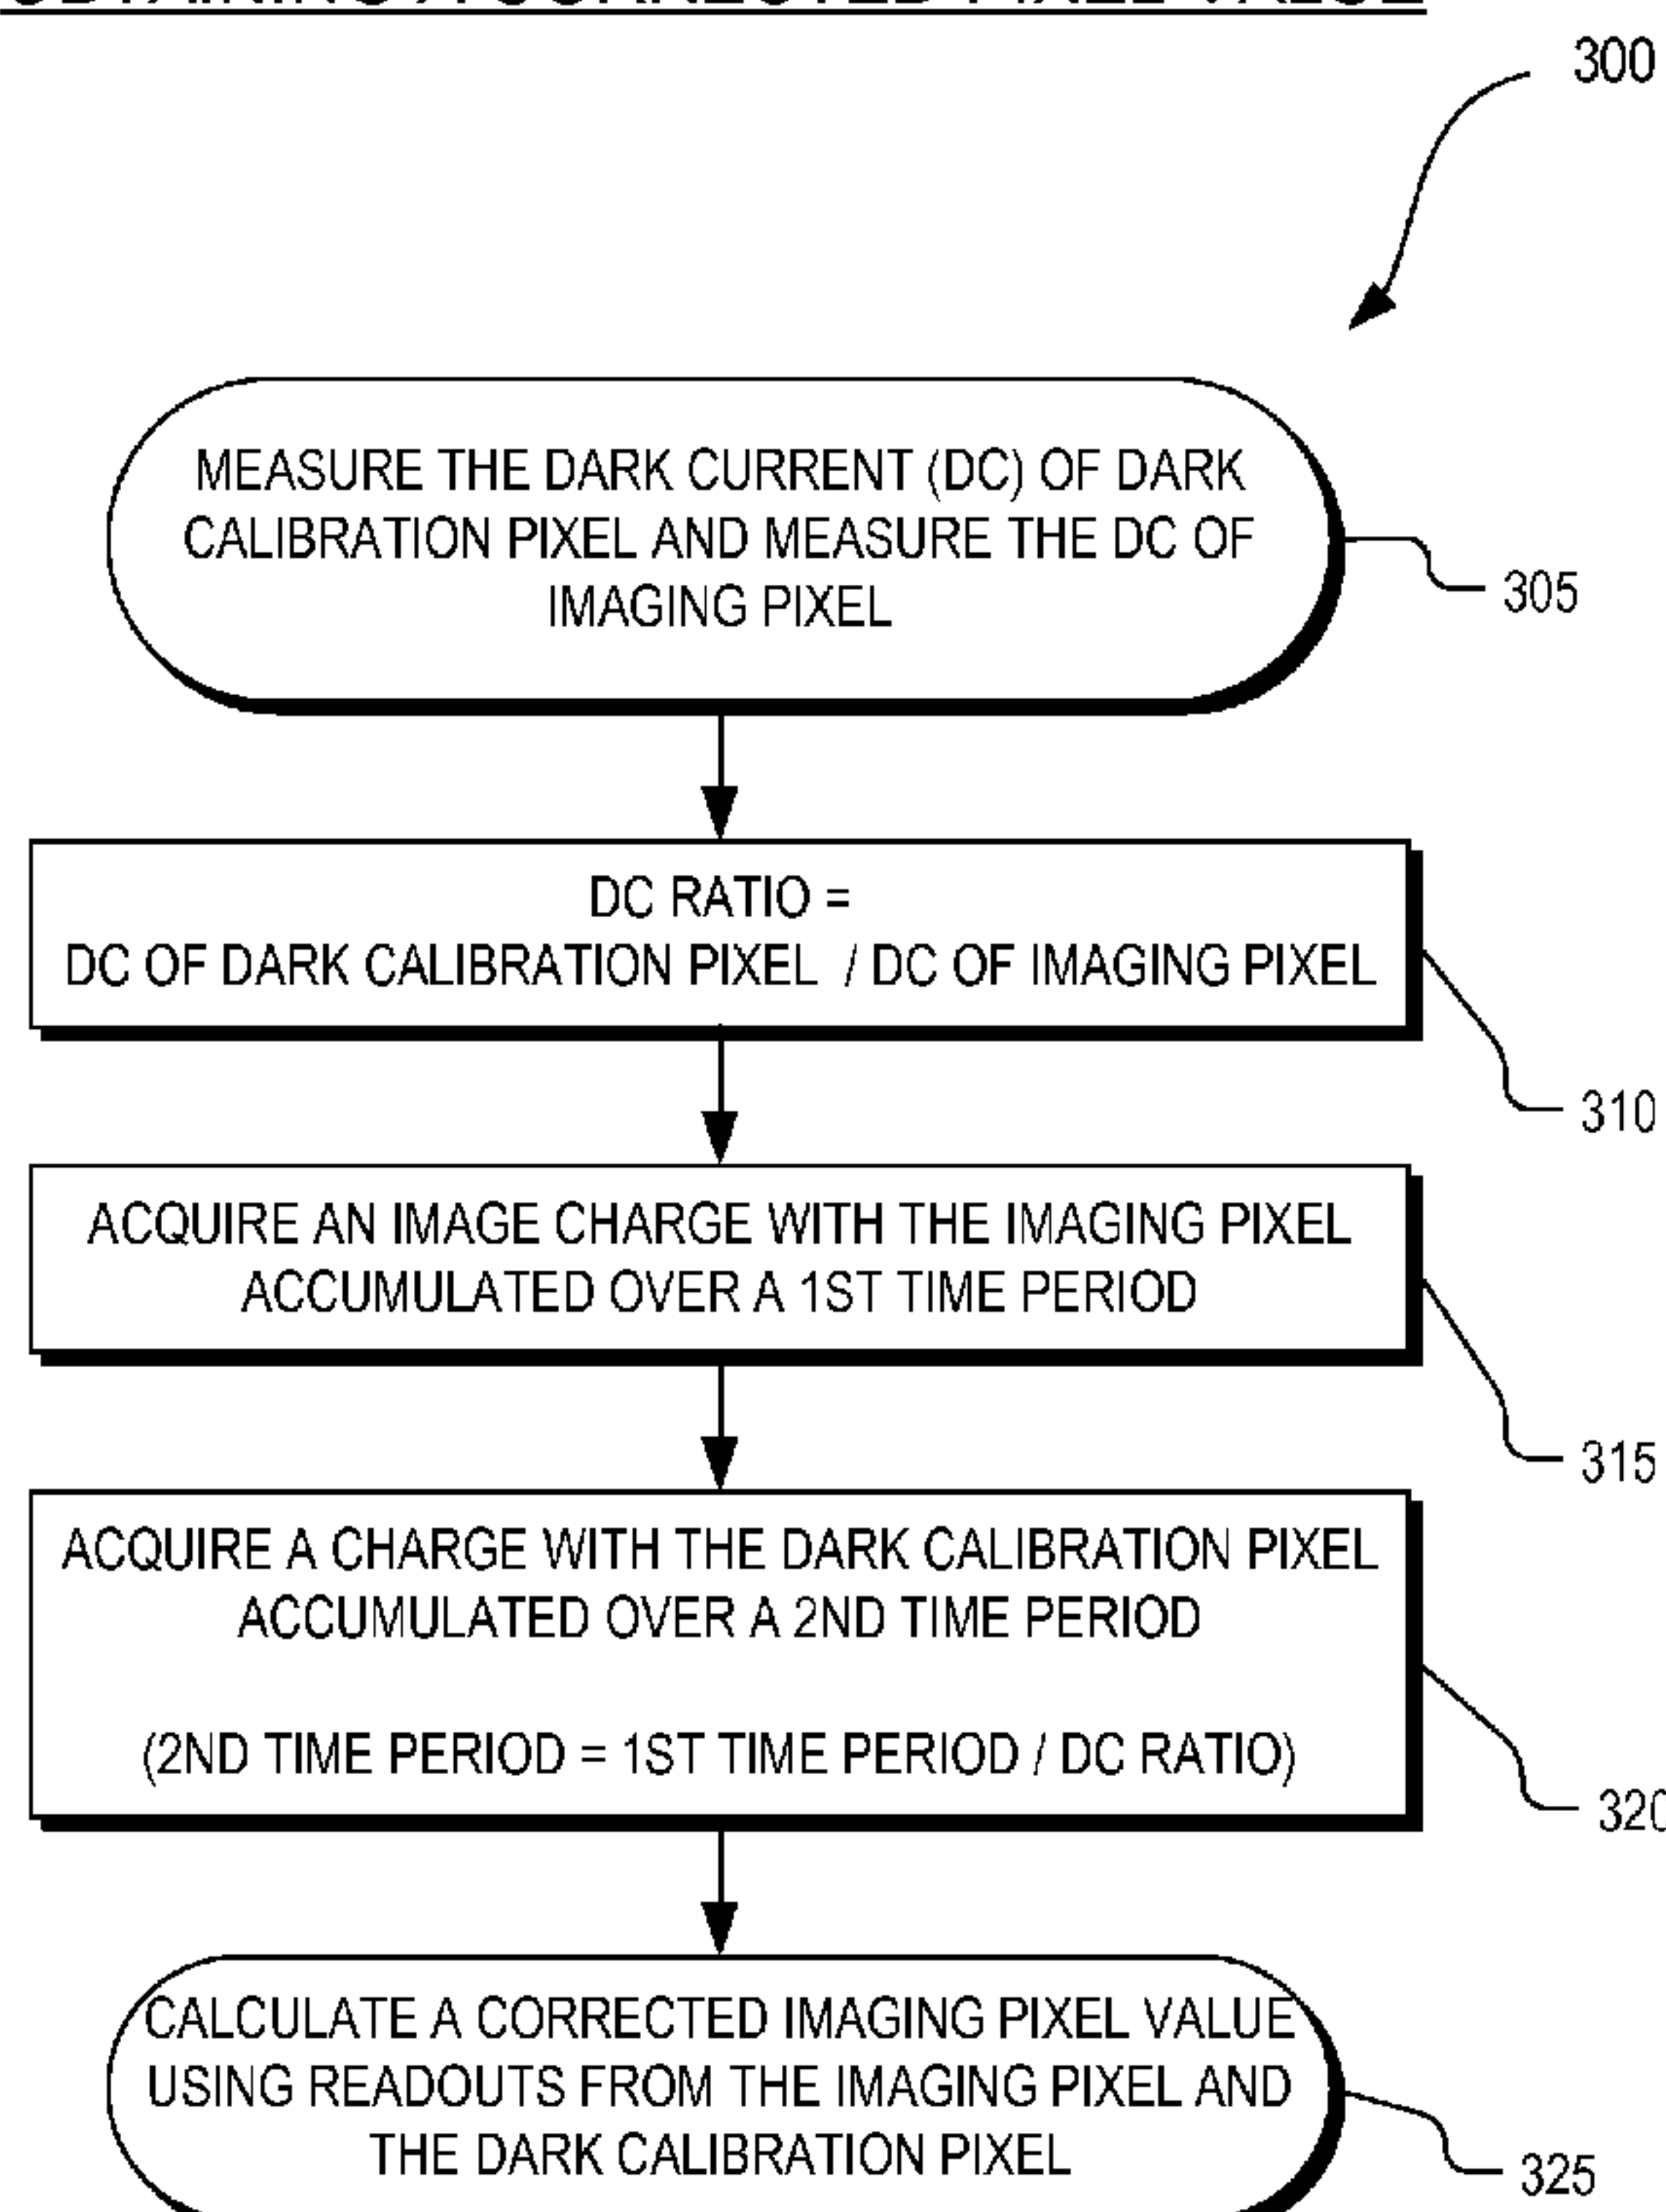 300
MEASURE THE DARK CURRENT (DC) OF DARK
CALIBRATION PIXEL AND MEASURE THE DC OF
IMAGING PIXEL
305
DC RATIO =
DC OF DARK CALIBRATION PIXEL / DC OF IMAGING PIXEL
310
ACQUIRE AN IMAGE CHARGE WITH THE IMAGING PIXEL
ACCUMULATED OVER A 1ST TIME PERIOD
315
ACQUIRE A CHARGE WITH THE DARK CALIBRATION PIXEL
ACCUMULATED OVER A 2ND TIME PERIOD
(2ND TIME PERIOD = 1ST TIME PERIOD / DC RATIO)
320
CALCULATE A CORRECTED IMAGING PIXEL VALUE
USING READOUTS FROM THE IMAGING PIXEL AND
THE DARK CALIBRATION PIXEL
325